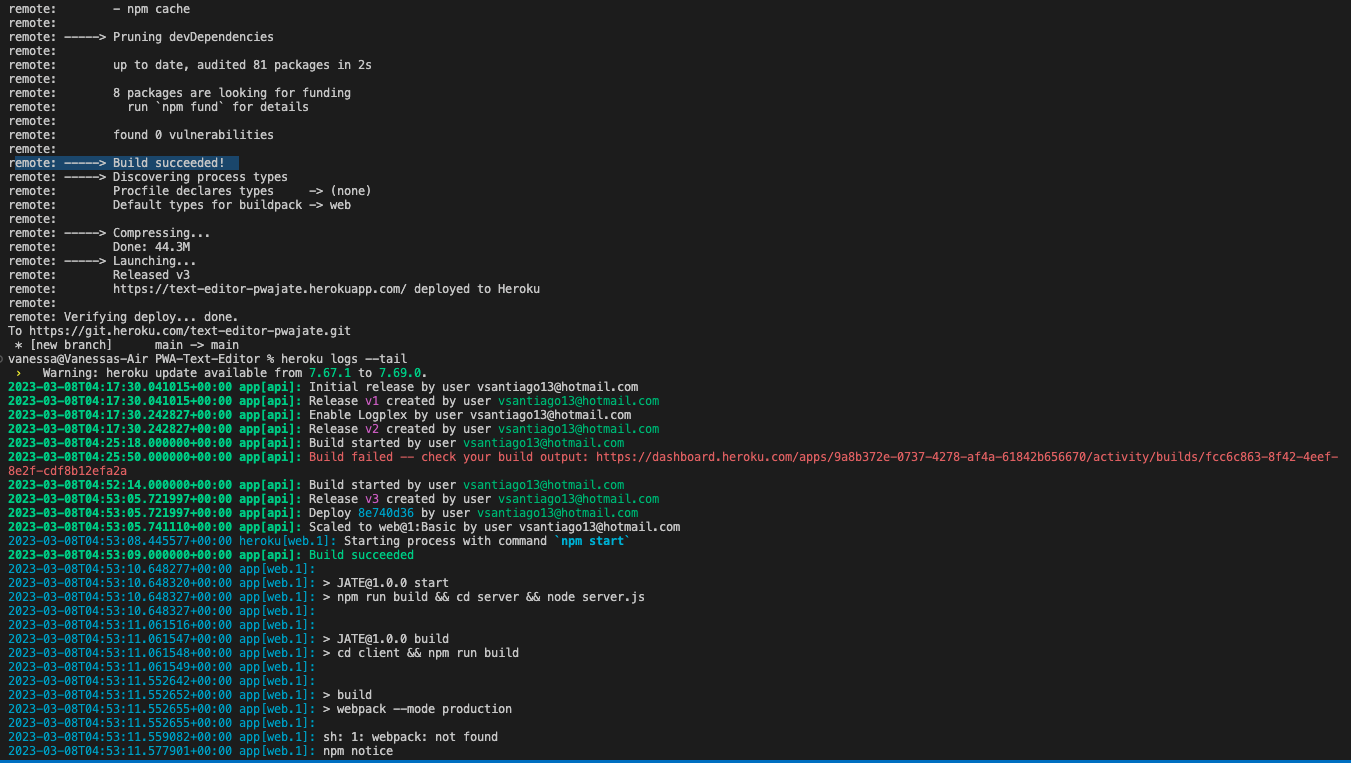 remote:        - npm cache
remote:
remote: -----> Pruning devDependencies
remote:
remote:        up to date, audited 81 packages in 2s
remote:
remote:        8 packages are looking for funding
remote:          run `npm fund` for details
remote:
remote:        found 0 vulnerabilities
remote:
remote: -----> Build succeeded!
remote: -----> Discovering process types
remote:        Procfile declares types     -> (none)
remote:        Default types for buildpack -> web
remote:
remote: -----> Compressing...
remote:        Done: 44.3M
remote: -----> Launching...
remote:        Released v3
remote:        https://text-editor-pwajate.herokuapp.com/ deployed to Heroku
remote:
remote: Verifying deploy... done.
To https://git.heroku.com/text-editor-pwajate.git
 * [new branch]      main -> main
vanessa@Vanessas-Air PWA-Text-Editor % heroku logs --tail
 ›   Warning: heroku update available from 7.67.1 to 7.69.0.
2023-03-08T04:17:30.041015+00:00 app[api]: Initial release by user vsantiago13@hotmail.com
2023-03-08T04:17:30.041015+00:00 app[api]: Release v1 created by user vsantiago13@hotmail.com
2023-03-08T04:17:30.242827+00:00 app[api]: Enable Logplex by user vsantiago13@hotmail.com
2023-03-08T04:17:30.242827+00:00 app[api]: Release v2 created by user vsantiago13@hotmail.com
2023-03-08T04:25:18.000000+00:00 app[api]: Build started by user vsantiago13@hotmail.com
2023-03-08T04:25:50.000000+00:00 app[api]: Build failed -- check your build output: https://dashboard.heroku.com/apps/9a8b372e-0737-4278-af4a-61842b656670/activity/builds/fcc6c863-8f42-4eef-
8e2f-cdf8b12efa2a
2023-03-08T04:52:14.000000+00:00 app[api]: Build started by user vsantiago13@hotmail.com
2023-03-08T04:53:05.721997+00:00 app[api]: Release v3 created by user vsantiago13@hotmail.com
2023-03-08T04:53:05.721997+00:00 app[api]: Deploy 8e740d36 by user vsantiago13@hotmail.com
2023-03-08T04:53:05.741110+00:00 app[api]: Scaled to web@1:Basic by user vsantiago13@hotmail.com
2023-03-08T04:53:08.445577+00:00 heroku[web.1]: Starting process with command `npm start`
2023-03-08T04:53:09.000000+00:00 app[api]: Build succeeded
2023-03-08T04:53:10.648277+00:00 app[web.1]:
2023-03-08T04:53:10.648320+00:00 app[web.1]: > JATE@1.0.0 start
2023-03-08T04:53:10.648327+00:00 app[web.1]: > npm run build && cd server && node server.js
2023-03-08T04:53:10.648327+00:00 app[web.1]:
2023-03-08T04:53:11.061516+00:00 app[web.1]:
2023-03-08T04:53:11.061547+00:00 app[web.1]: > JATE@1.0.0 build
2023-03-08T04:53:11.061548+00:00 app[web.1]: > cd client && npm run build
2023-03-08T04:53:11.061549+00:00 app[web.1]:
2023-03-08T04:53:11.552642+00:00 app[web.1]:
2023-03-08T04:53:11.552652+00:00 app[web.1]: > build
2023-03-08T04:53:11.552655+00:00 app[web.1]: > webpack --mode production
2023-03-08T04:53:11.552655+00:00 app[web.1]:
2023-03-08T04:53:11.559082+00:00 app[web.1]: sh: 1: webpack: not found
2023-03-08T04:53:11.577901+00:00 app[web.1]: npm notice